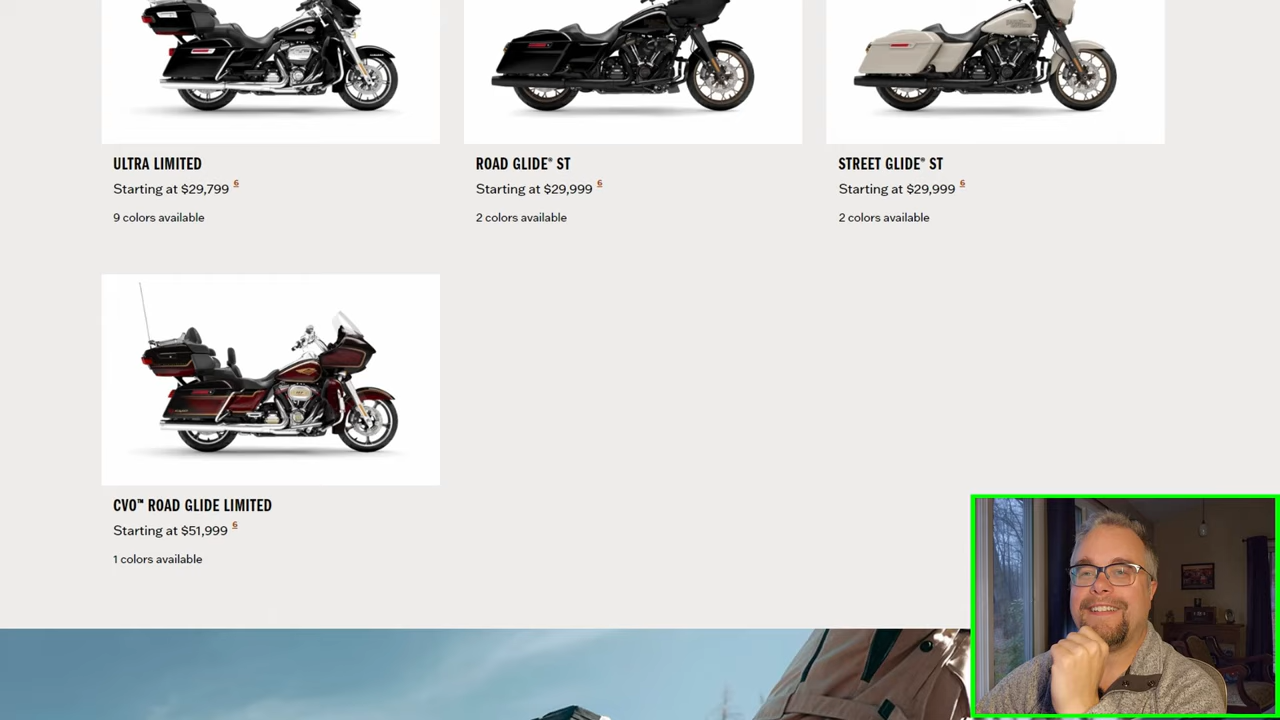 ULTRA LIMITED
Starting at $29,799 6
9 colors available
ROAD GLIDE® ST
Starting at $29,999 6
2 colors available
STREET GLIDE® ST
Starting at $29,999 6
2 colors available
CVO™ ROAD GLIDE LIMITED
Starting at $51,999 6
1 colors available